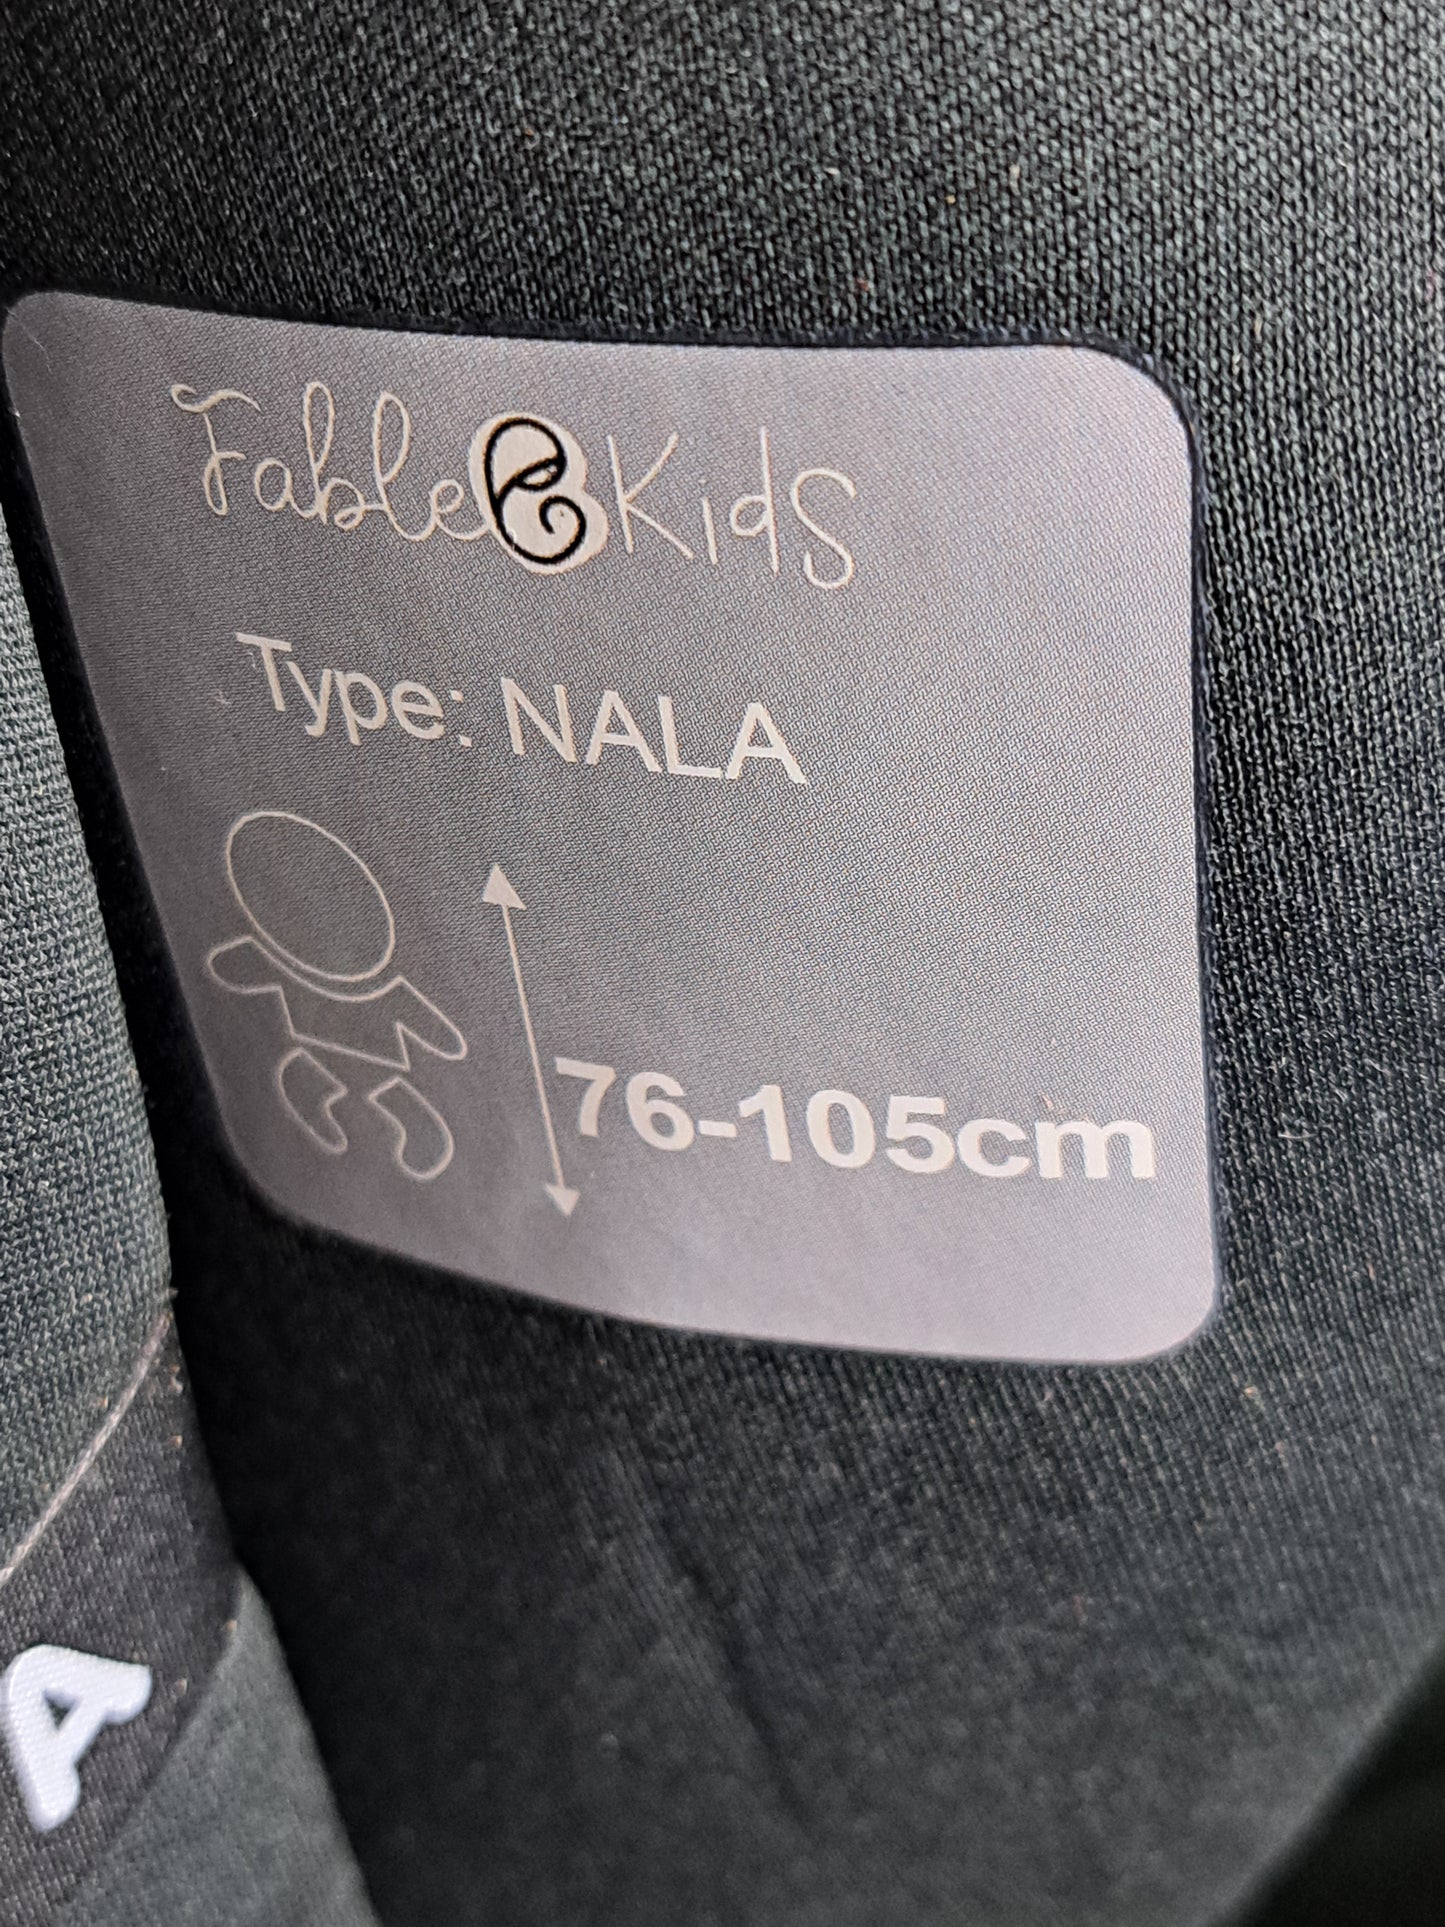 Fable Kids
Type: NALA
76-105cm
A